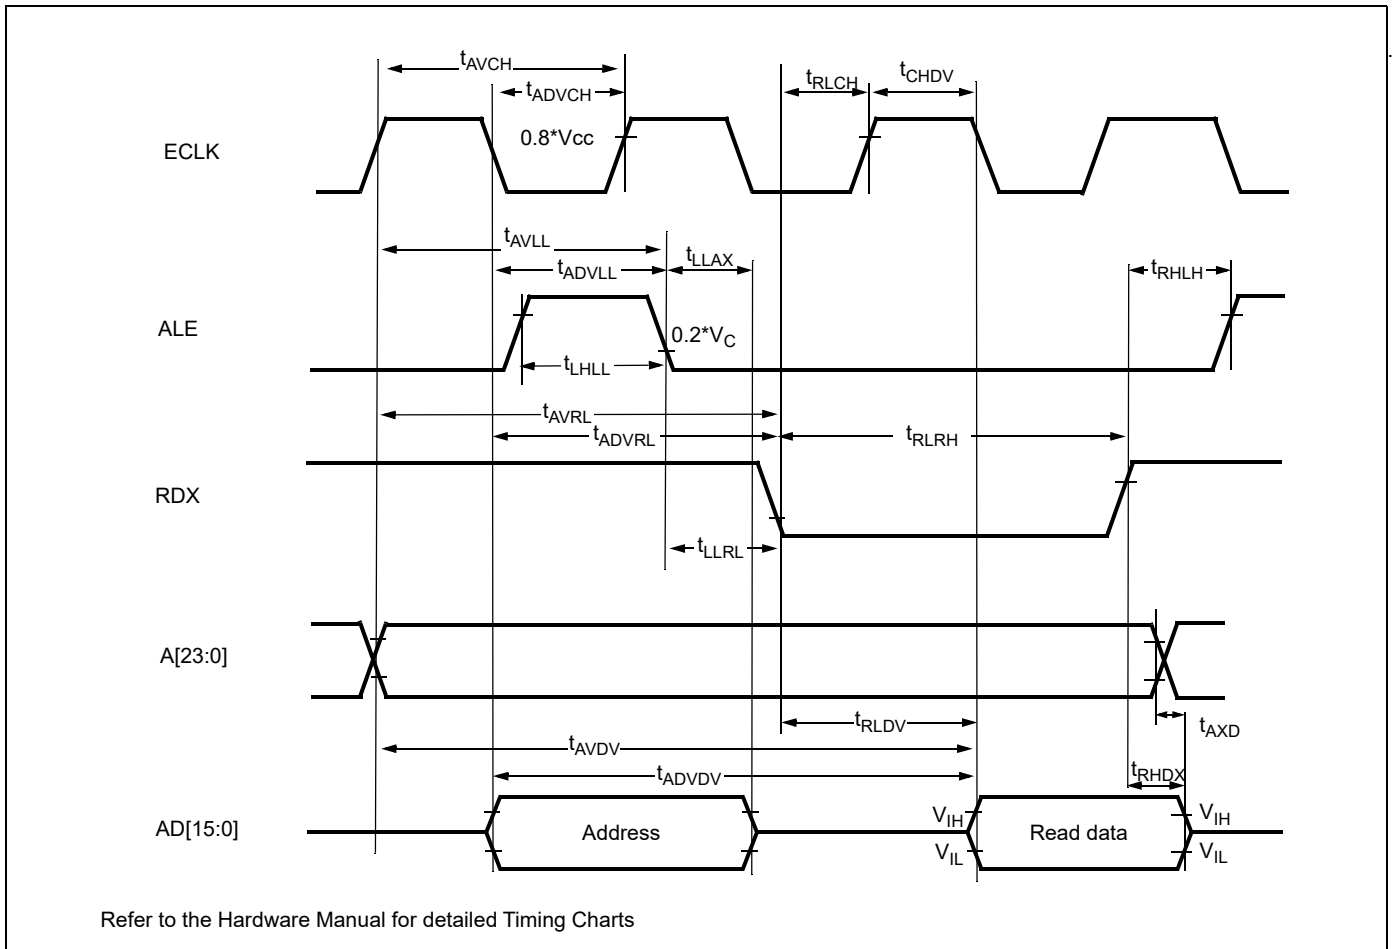 tAVCH
tADVCH
tRLCH
tCHDV
0.8*Vcc
ECLK
tAVLL
tADVLL
tLLAX
tRHLH
ALE
0.2*VC
tLHLL
tAVRL
tADVRL
tRLRH
RDX
tLLRL
A[23:0]
tRLDV
tAXD
tAVDV
tADVDV
tRHDX
AD[15:0]
Address
VIH
VIL
Read data
VIH
VIL
Refer to the Hardware Manual for detailed Timing Charts